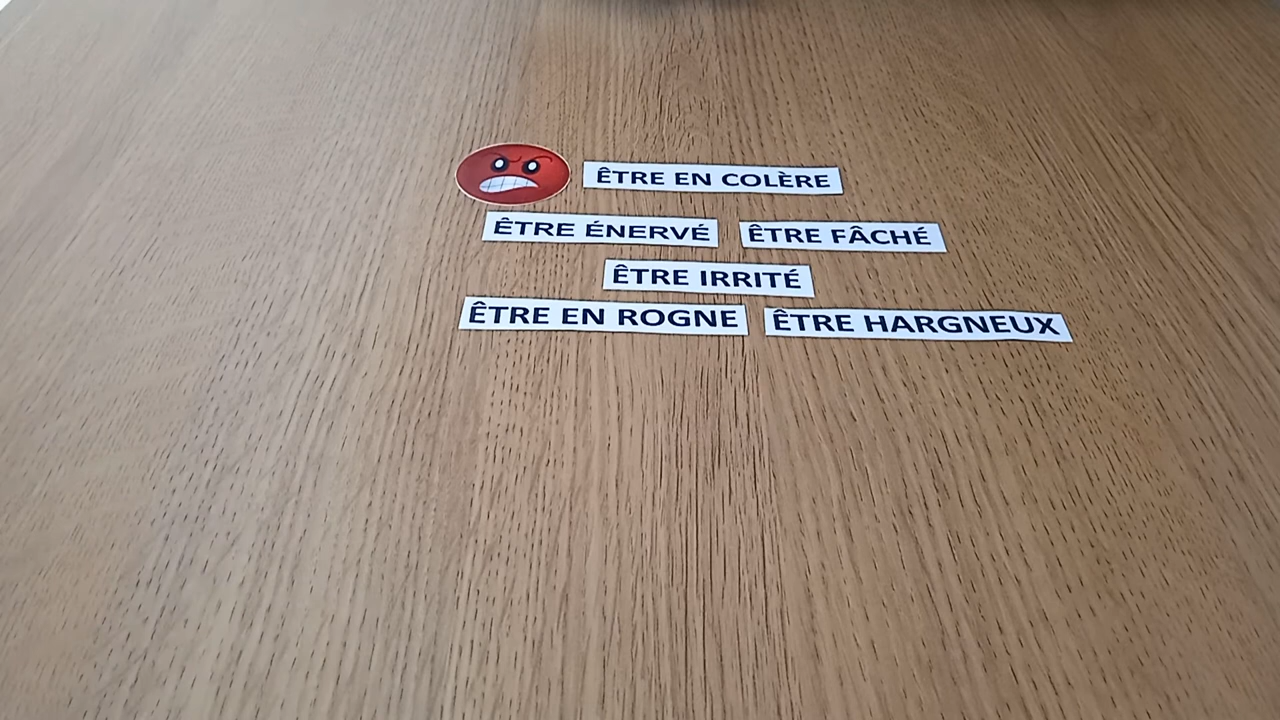 ÊTRE EN COLÈRE
ÊTRE ÉNERVÉ ÊTRE FÂCHÉ
ÊTRE IRRITÉ
ÊTRE EN ROGNE ÊTRE HARGNEUX